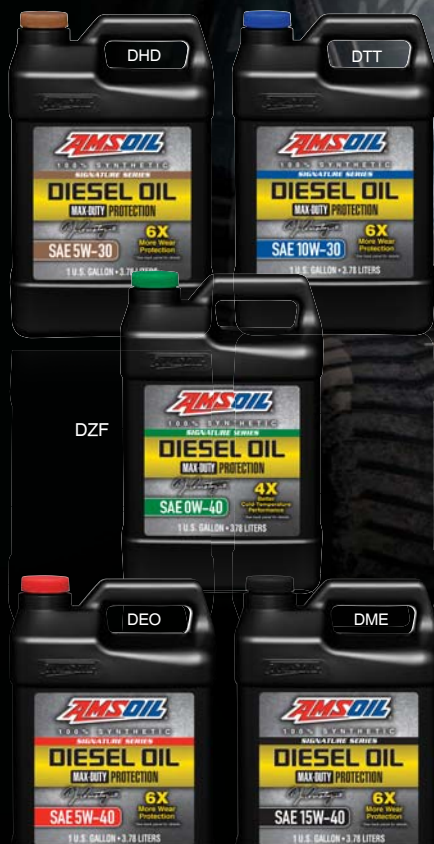 DHD
AMSOIL
100% SYNTHETIC
SIGNATURE SERIES
DIESEL OIL
MAX-DUTY PROTECTION
6X
More Wear
Protection
SAE 5W-30
1 U.S. GALLON • 3.78 LITERS
DTT
AMSOIL
100% SYNTHETIC
SIGNATURE SERIES
DIESEL OIL
MAX-DUTY PROTECTION
6X
More Wear
Protection
SAE 10W-30
1 U.S. GALLON • 3.78 LITERS
DZF
AMSOIL
100% SYNTHETIC
SIGNATURE SERIES
DIESEL OIL
MAX-DUTY PROTECTION
4X
Better
Cold-Temperature
Performance
SAE 0W-40
1 U.S. GALLON • 3.78 LITERS
DEO
AMSOIL
100% SYNTHETIC
SIGNATURE SERIES
DIESEL OIL
MAX-DUTY PROTECTION
6X
More Wear
Protection
SAE 5W-40
1 U.S. GALLON • 3.78 LITERS
DME
AMSOIL
100% SYNTHETIC
SIGNATURE SERIES
DIESEL OIL
MAX-DUTY PROTECTION
6X
More Wear
Protection
SAE 15W-40
1 U.S. GALLON • 3.78 LITERS